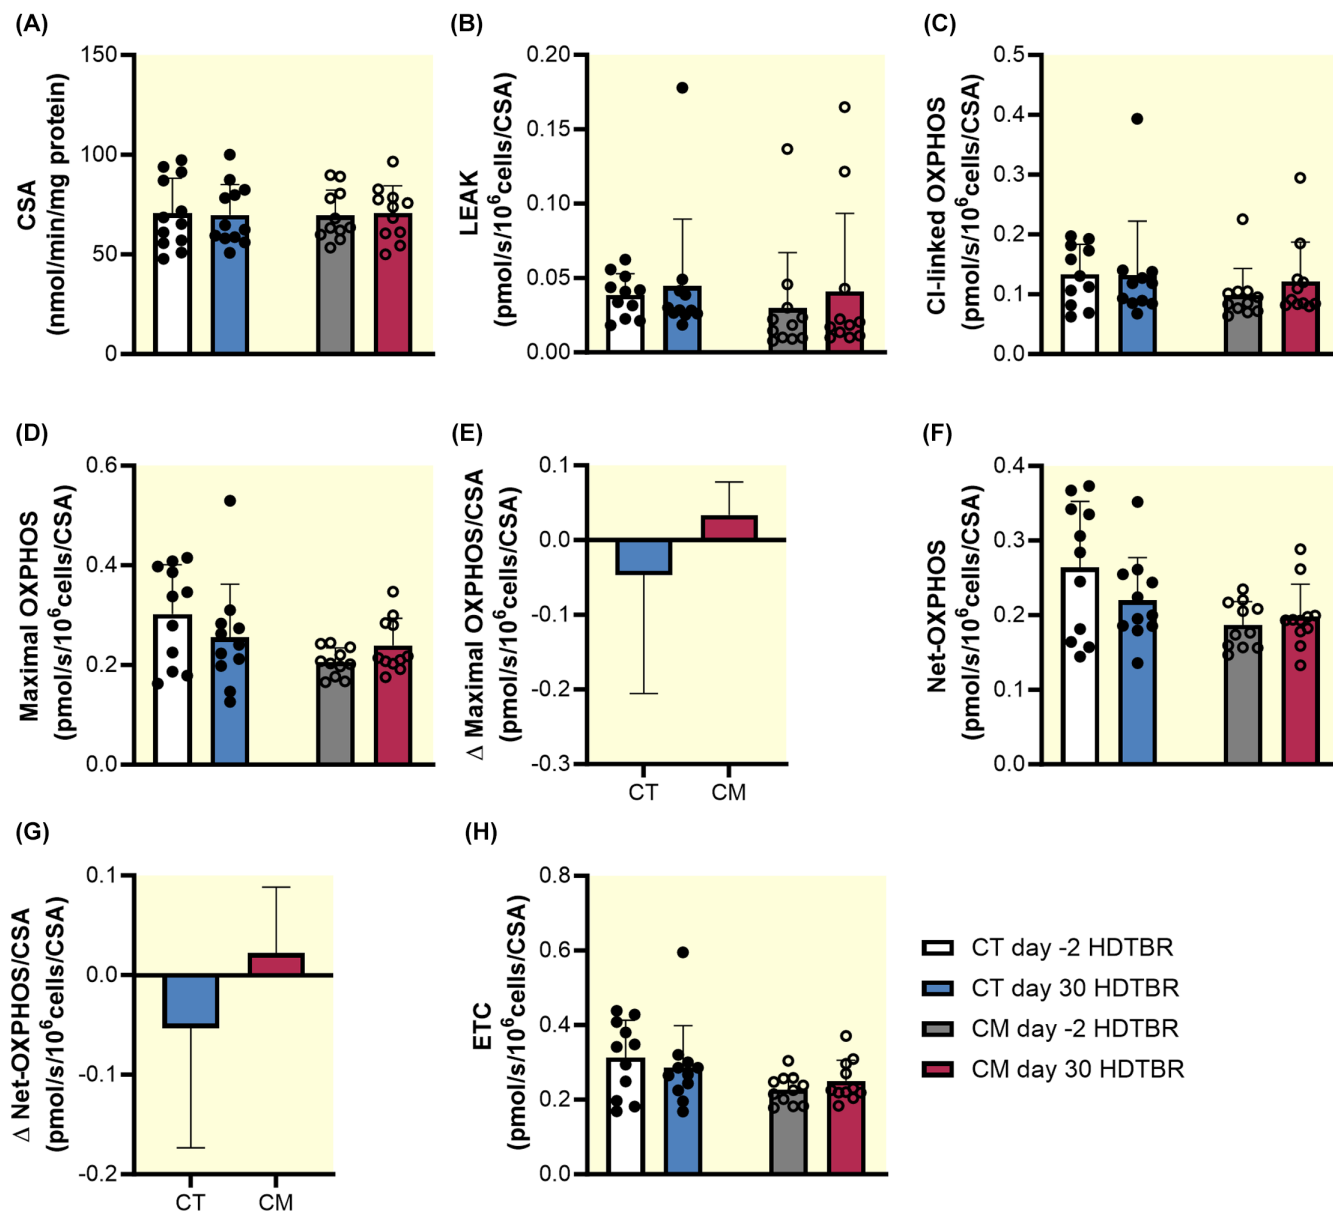 (A)
CSA
(nmol/min/mg protein)
150
100
50
0
(B)
LEAK
(pmol/s/10⁶cells/CSA)
0.20
0.15
0.10
0.05
0.00
(C)
CI-linked OXPHOS
(pmol/s/10⁶cells/CSA)
0.5
0.4
0.3
0.2
0.1
0.0
(D)
Maximal OXPHOS
(pmol/s/10⁶cells/CSA)
0.6
0.4
0.2
0.0
(E)
Δ Maximal OXPHOS/CSA
(pmol/s/10⁶cells/CSA)
0.1
0.0
-0.1
-0.2
-0.3
CT CM
(F)
Net-OXPHOS
(pmol/s/10⁶cells/CSA)
0.4
0.3
0.2
0.1
0.0
(G)
Δ Net-OXPHOS/CSA
(pmol/s/10⁶cells/CSA)
0.1
0.0
-0.1
-0.2
CT CM
(H)
ETC
(pmol/s/10⁶cells/CSA)
0.8
0.6
0.4
0.2
0.0
CT day -2 HDTBR
CT day 30 HDTBR
CM day -2 HDTBR
CM day 30 HDTBR